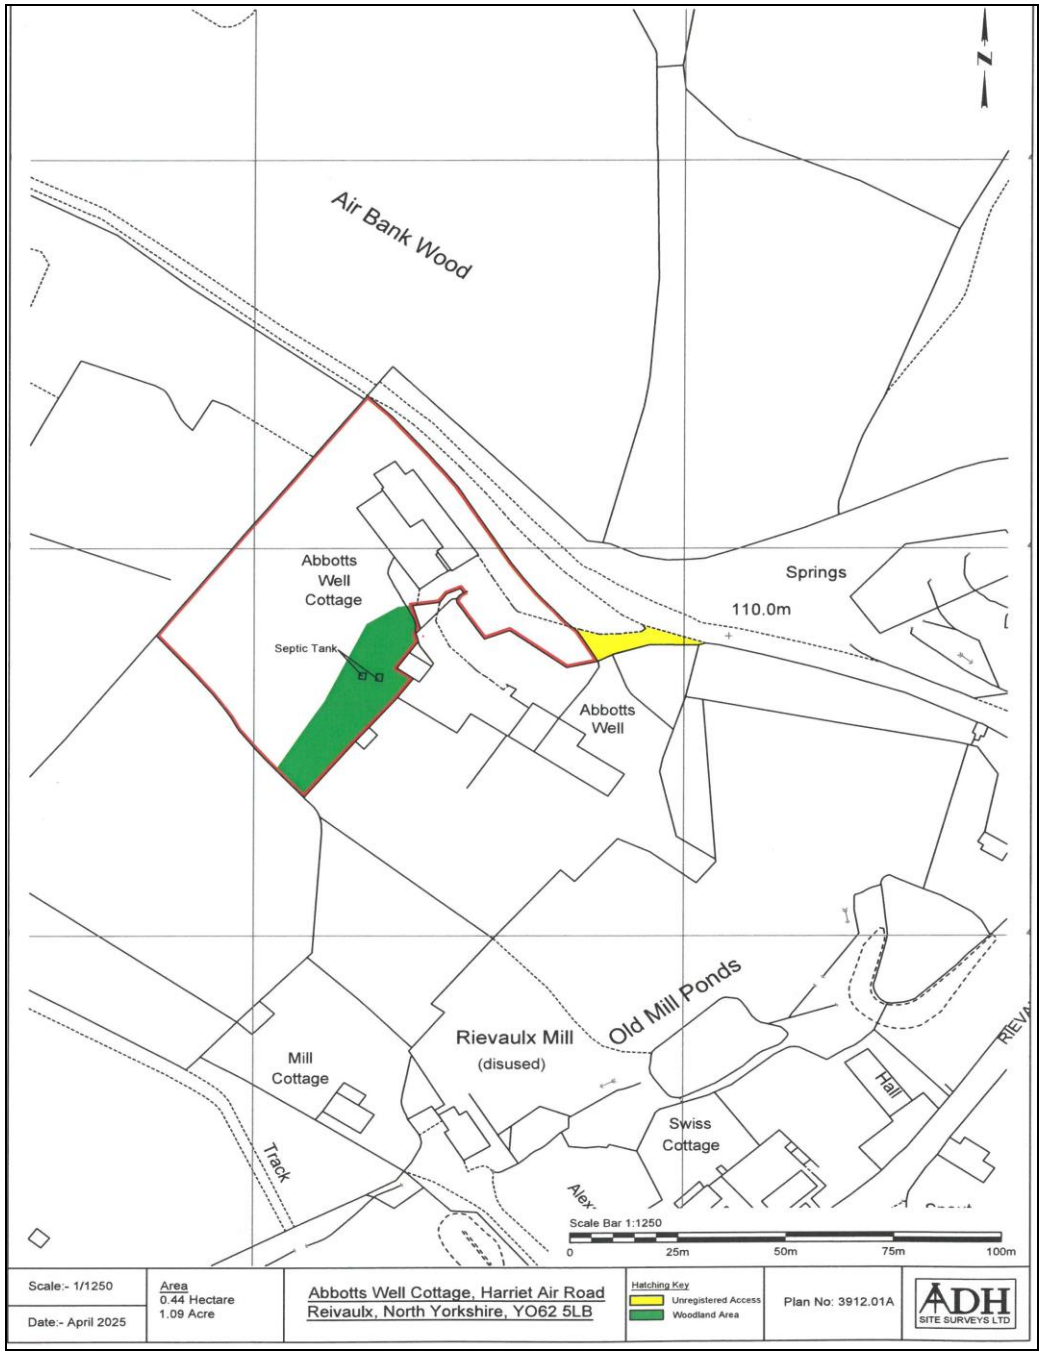 N
Air Bank Wood
Springs
110.0m
Abbotts
Well
Cottage
Septic Tank
Abbotts
Well
Old Mill Ponds
Rievaulx Mill
(disused)
Mill
Cottage
Hall
Swiss
Cottage
Track
Scale Bar 1:1250
0 25m 50m 75m 100m
Scale:- 1/1250
Date:- April 2025
Area
0.44 Hectare
1.09 Acre
Abbotts Well Cottage, Harriet Air Road
Reivaulx, North Yorkshire, YO62 5LB
Hatching Key
Unregistered Access
Woodland Area
Plan No: 3912.01A
ADH
SITE SURVEYS LTD